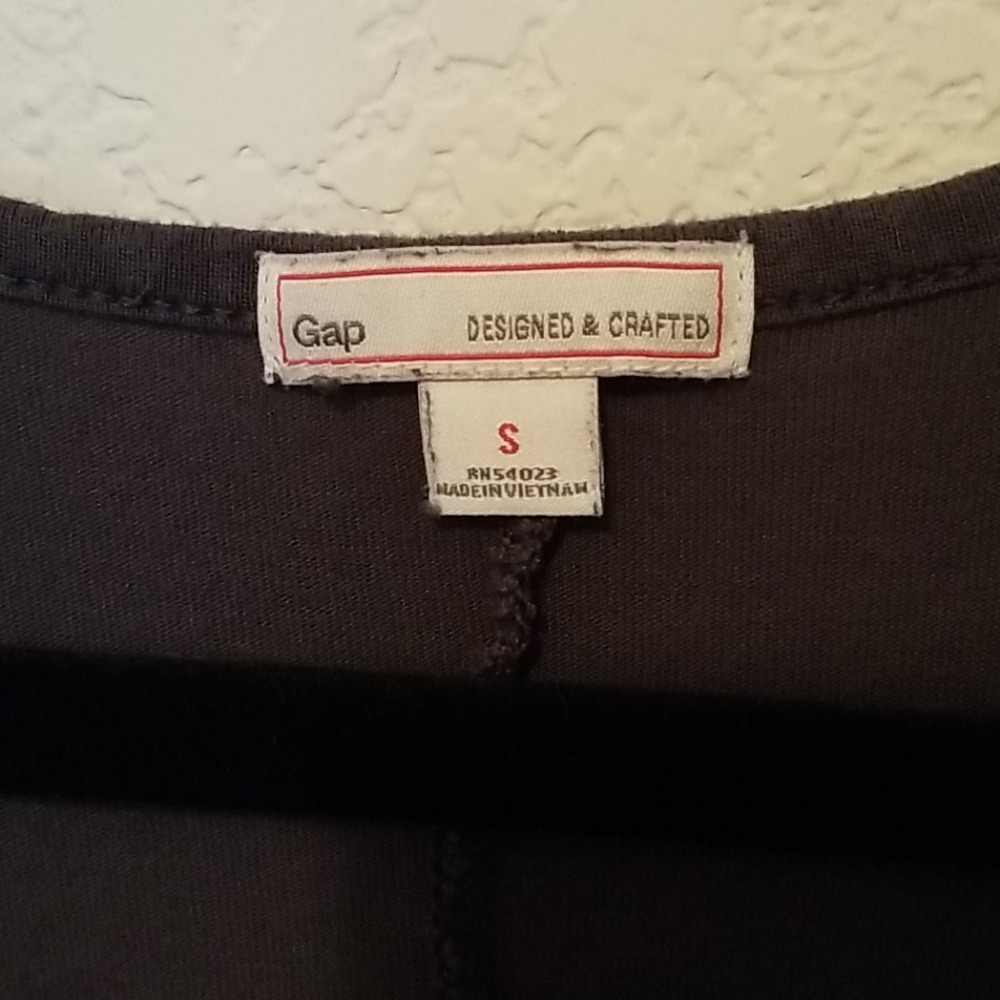 Gap DESIGNED & CRAFTED
S
RN54023
MADEINVIETNAM